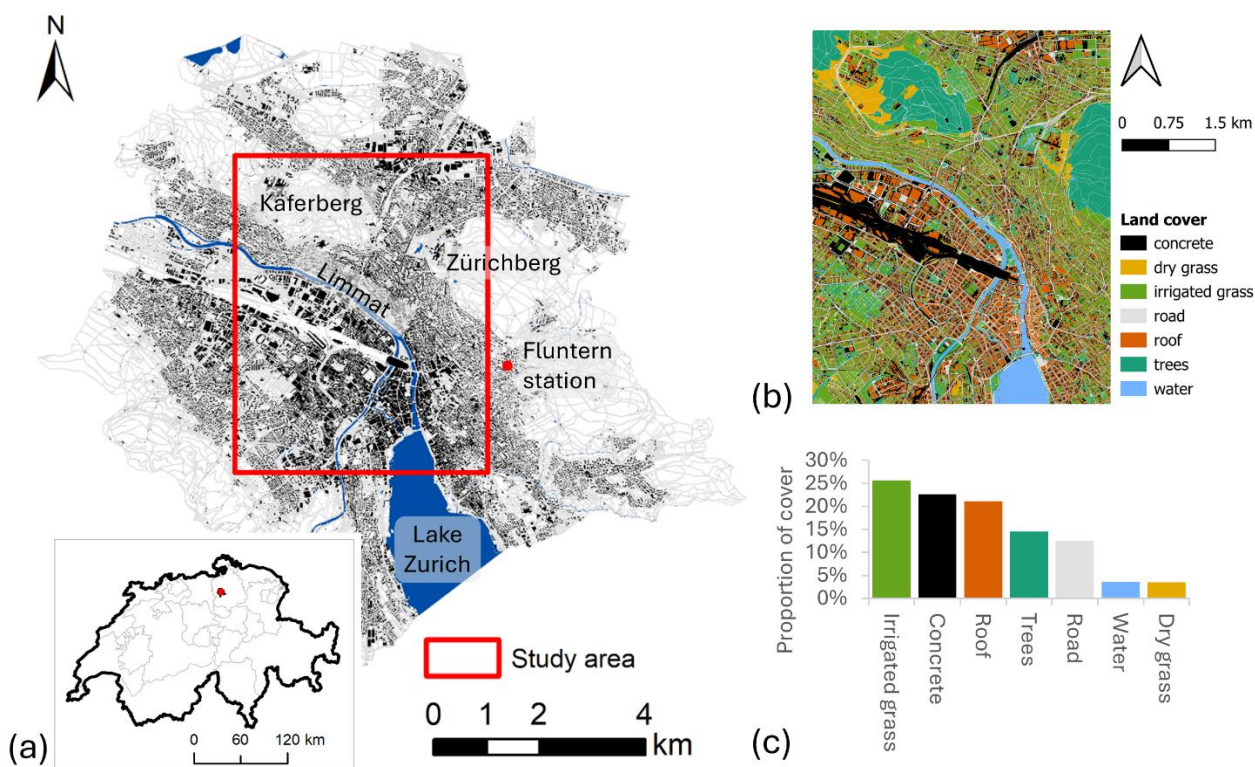 N
Käferberg
Zürichberg
Limmat
Fluntern
station
Lake
Zurich
Study area
0 1 2 4
km
0 60 120 km
(a)
0 0.75 1.5 km
Land cover
concrete
dry grass
irrigated grass
road
roof
trees
water
(b)
Proportion of cover
30%
25%
20%
15%
10%
5%
0%
Irrigated grass
Concrete
Roof
Trees
Road
Water
Dry grass
(c)